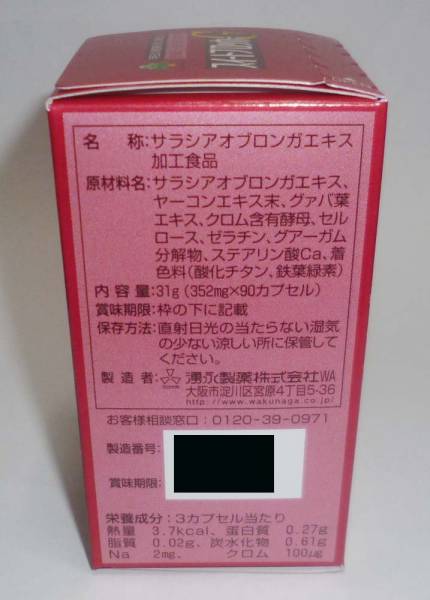 名 称:サラシアオブロンガエキス
加工食品
原材料名:サラシアオブロンガエキス、
ヤーコンエキス末、グァバ葉
エキス、クロム含有酵母、セル
ロース、ゼラチン、グアーガム
分解物、ステアリン酸Ca、着
色料(酸化チタン、鉄葉緑素)
内容量:31g(352mg×90カプセル)
賞味期限:枠の下に記載
保存方法:直射日光の当たらない湿気
の少ない涼しい所に保管して
ください。
製造者:湧永製薬株式会社WA
大阪市淀川区宮原4丁目5-36
http://www.wakunaga.co.jp/
お客様相談窓口:0120-39-0971
製造番号:
賞味期限:
栄養成分:3カプセル当たり
熱量 3.7kcal、蛋白質 0.27g
脂質 0.02g、炭水化物 0.61g
Na 2mg、クロム 100μg